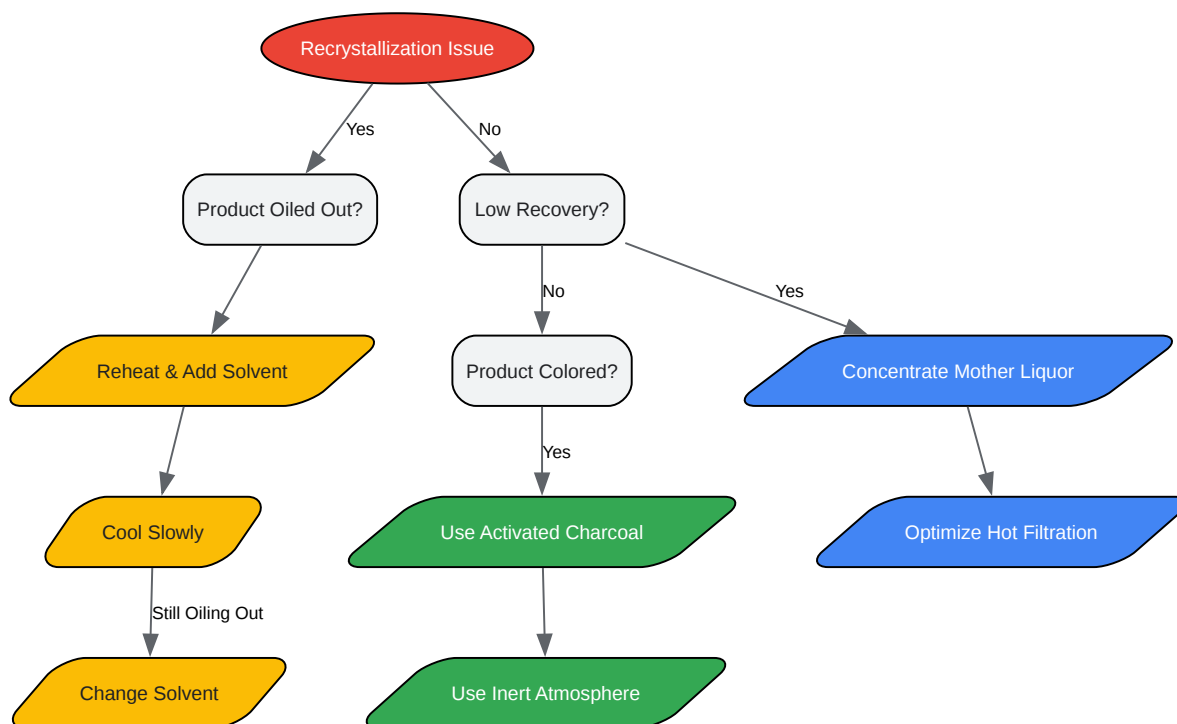 Recrystallization Issue
Yes
No
Product Oiled Out?
Low Recovery?
No
Yes
Reheat & Add Solvent
Product Colored?
Concentrate Mother Liquor
Yes
Cool Slowly
Use Activated Charcoal
Optimize Hot Filtration
Still Oiling Out
Change Solvent
Use Inert Atmosphere